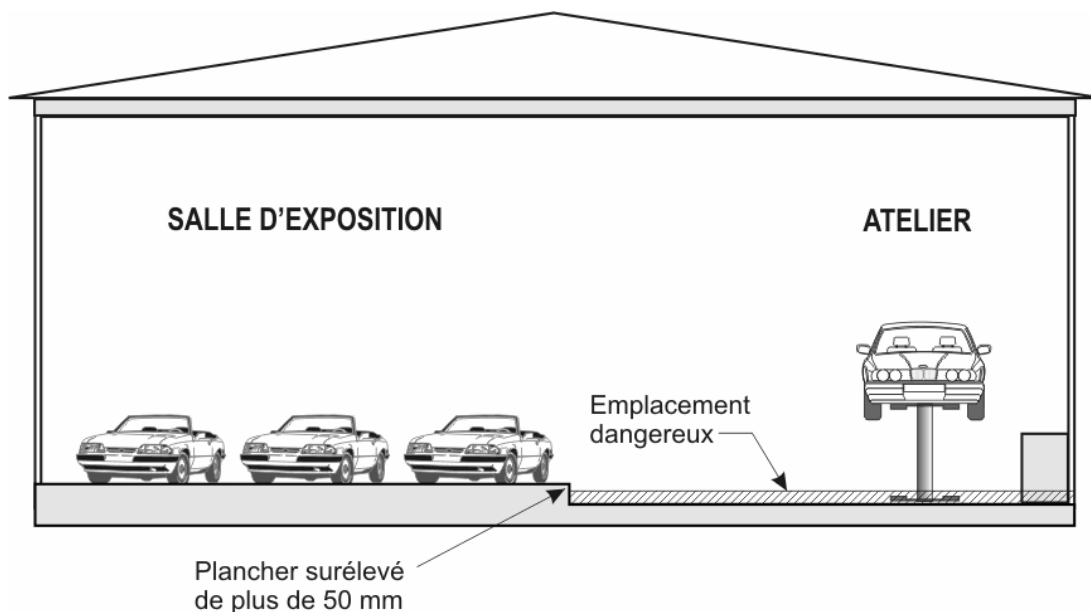 SALLE D'EXPOSITION
ATELIER
Emplacement
dangereux
Plancher surélevé
de plus de 50 mm